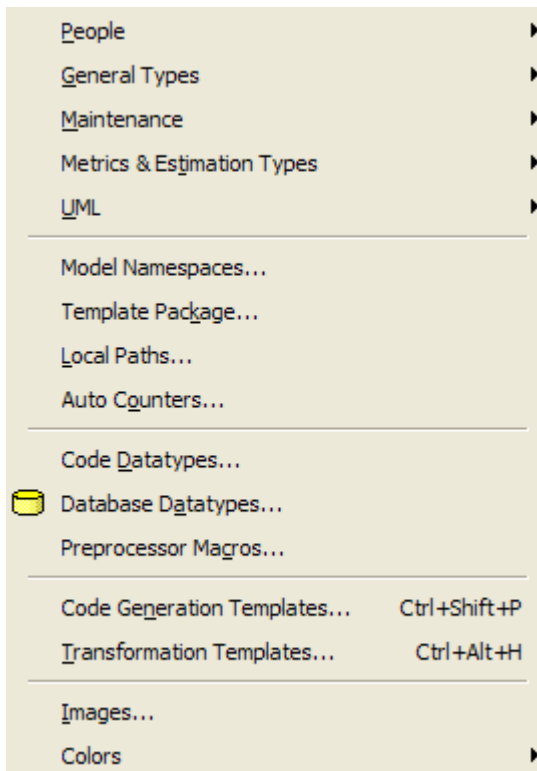 People
General Types
Maintenance
Metrics & Estimation Types
UML
Model Namespaces...
Template Package...
Local Paths...
Auto Counters...
Code Datatypes...
Database Datatypes...
Preprocessor Macros...
Code Generation Templates... Ctrl+Shift+P
Transformation Templates... Ctrl+Alt+H
Images...
Colors